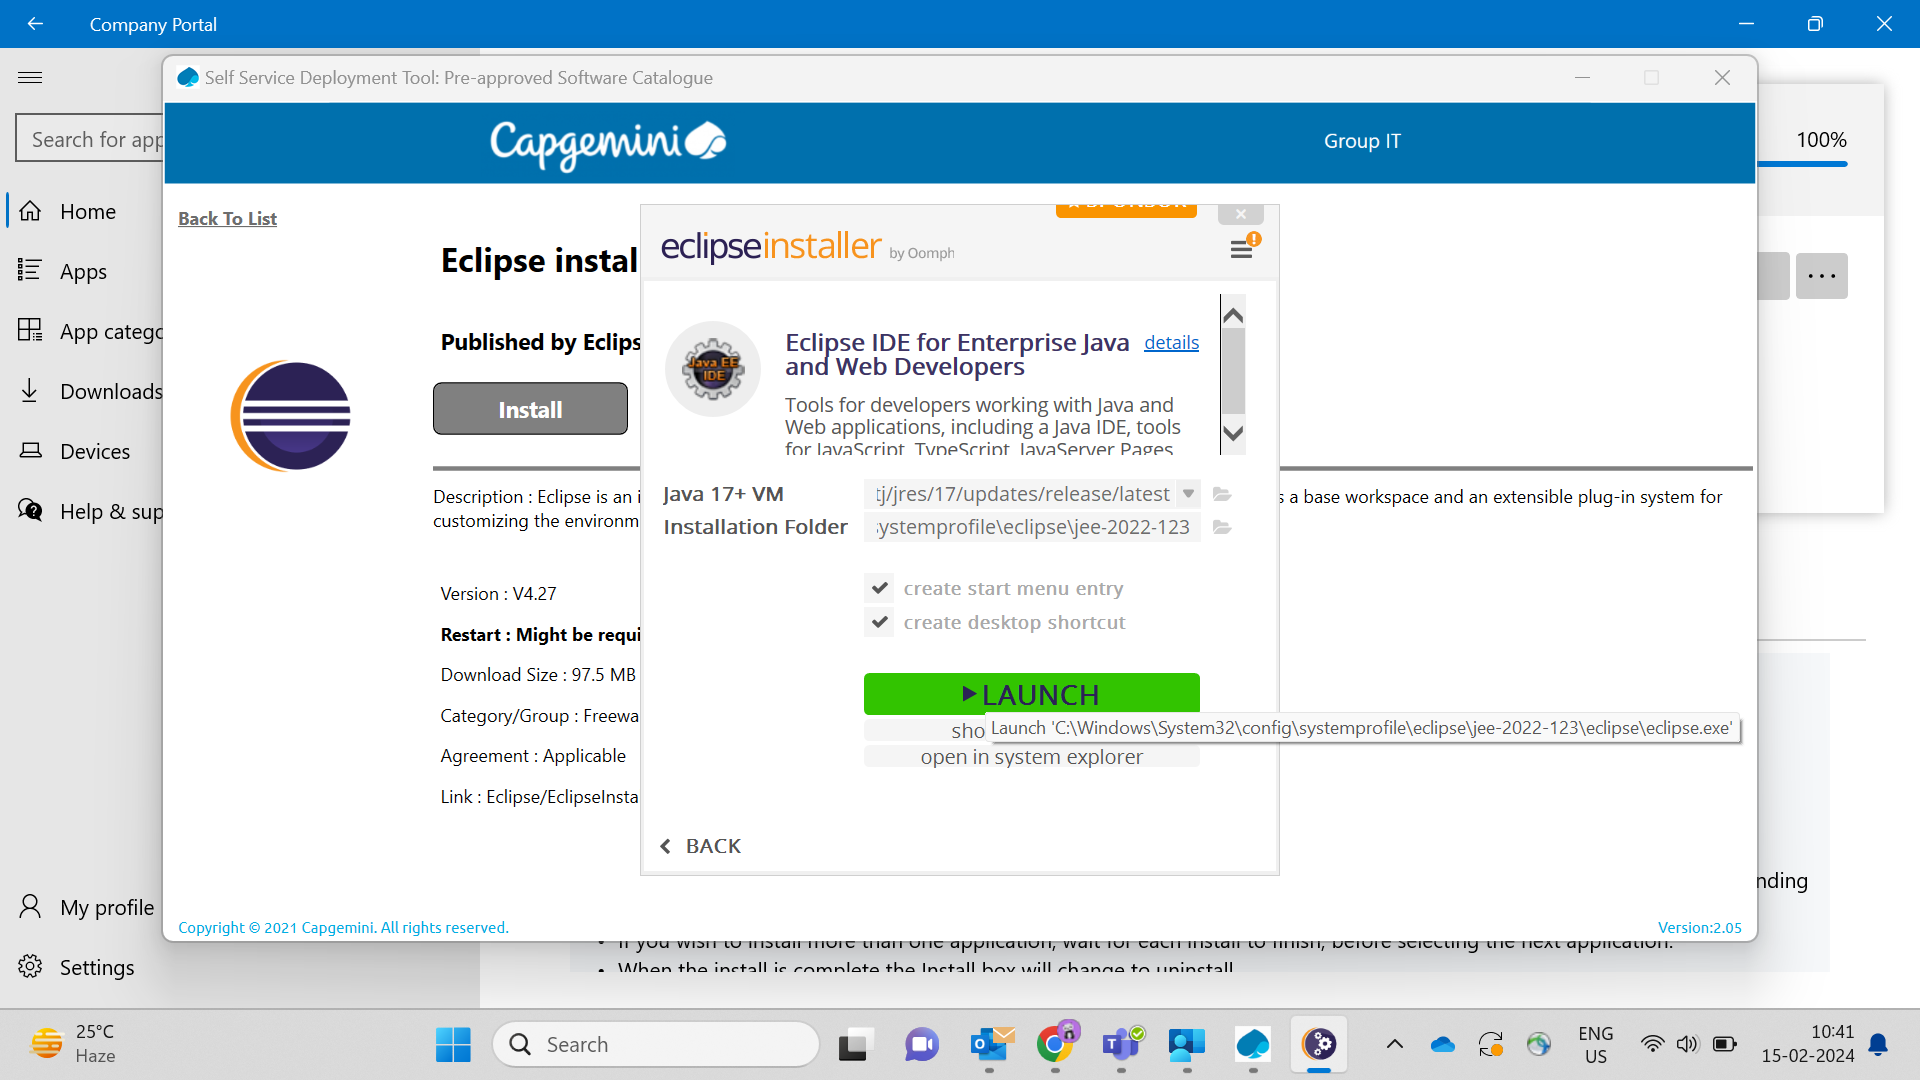 Company Portal
Self Service Deployment Tool: Pre-approved Software Catalogue
Search for app
Capgemini
Group IT
100%
Home
Apps
App catego
Downloads
Devices
Help & sup
My profile
Settings
Back To List
Eclipse instal
Published by Eclips
Install
Description : Eclipse is an i
s a base workspace and an extensible plug-in system for
customizing the environm
Version : V4.27
Restart : Might be requi
Download Size : 97.5 MB
Category/Group : Freewa
Agreement : Applicable
Link : Eclipse/EclipseInsta
SPONSOR
eclipseinstaller by Oomph
Java EE
IDE
Eclipse IDE for Enterprise Java
and Web Developers
details
Tools for developers working with Java and
Web applications, including a Java IDE, tools
for JavaScript, TypeScript, JavaServer Pages
Java 17+ VM
tj/jres/17/updates/release/latest
Installation Folder
systemprofile\eclipse\jee-2022-123
create start menu entry
create desktop shortcut
LAUNCH
sho
Launch 'C:\Windows\System32\config\systemprofile\eclipse\jee-2022-123\eclipse\eclipse.exe'
open in system explorer
BACK
Copyright © 2021 Capgemini. All rights reserved.
Version:2.05
nding
• If you wish to install more than one application, wait for each install to finish, before selecting the next application.
• When the install is complete the Install box will change to uninstall
25°C
Haze
Search
ENG
US
10:41
15-02-2024